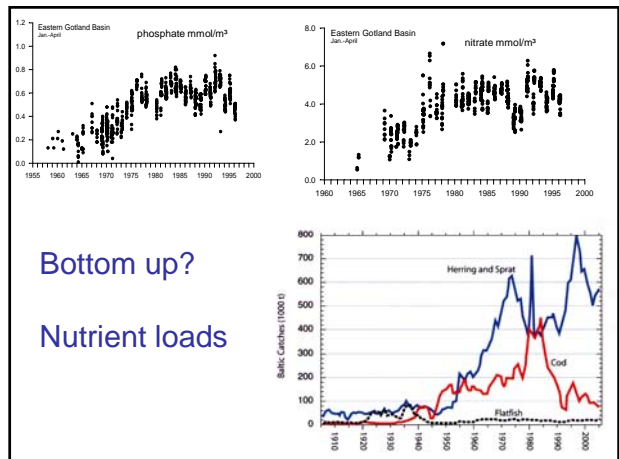 Eastern Gotland Basin
Jan.-April
phosphate mmol/m³
1.2
1.0
0.8
0.6
0.4
0.2
0.0
1955 1960 1965 1970 1975 1980 1985 1990 1995 2000
Eastern Gotland Basin
Jan.-April
nitrate mmol/m³
8.0
6.0
4.0
2.0
0.0
1960 1965 1970 1975 1980 1985 1990 1995 2000
Bottom up?
Nutrient loads
Baltic Catches (1000 t)
800
700
600
500
400
300
200
100
0
Herring and Sprat
Cod
Flatfish
1910 1920 1930 1940 1950 1960 1970 1980 1990 2000